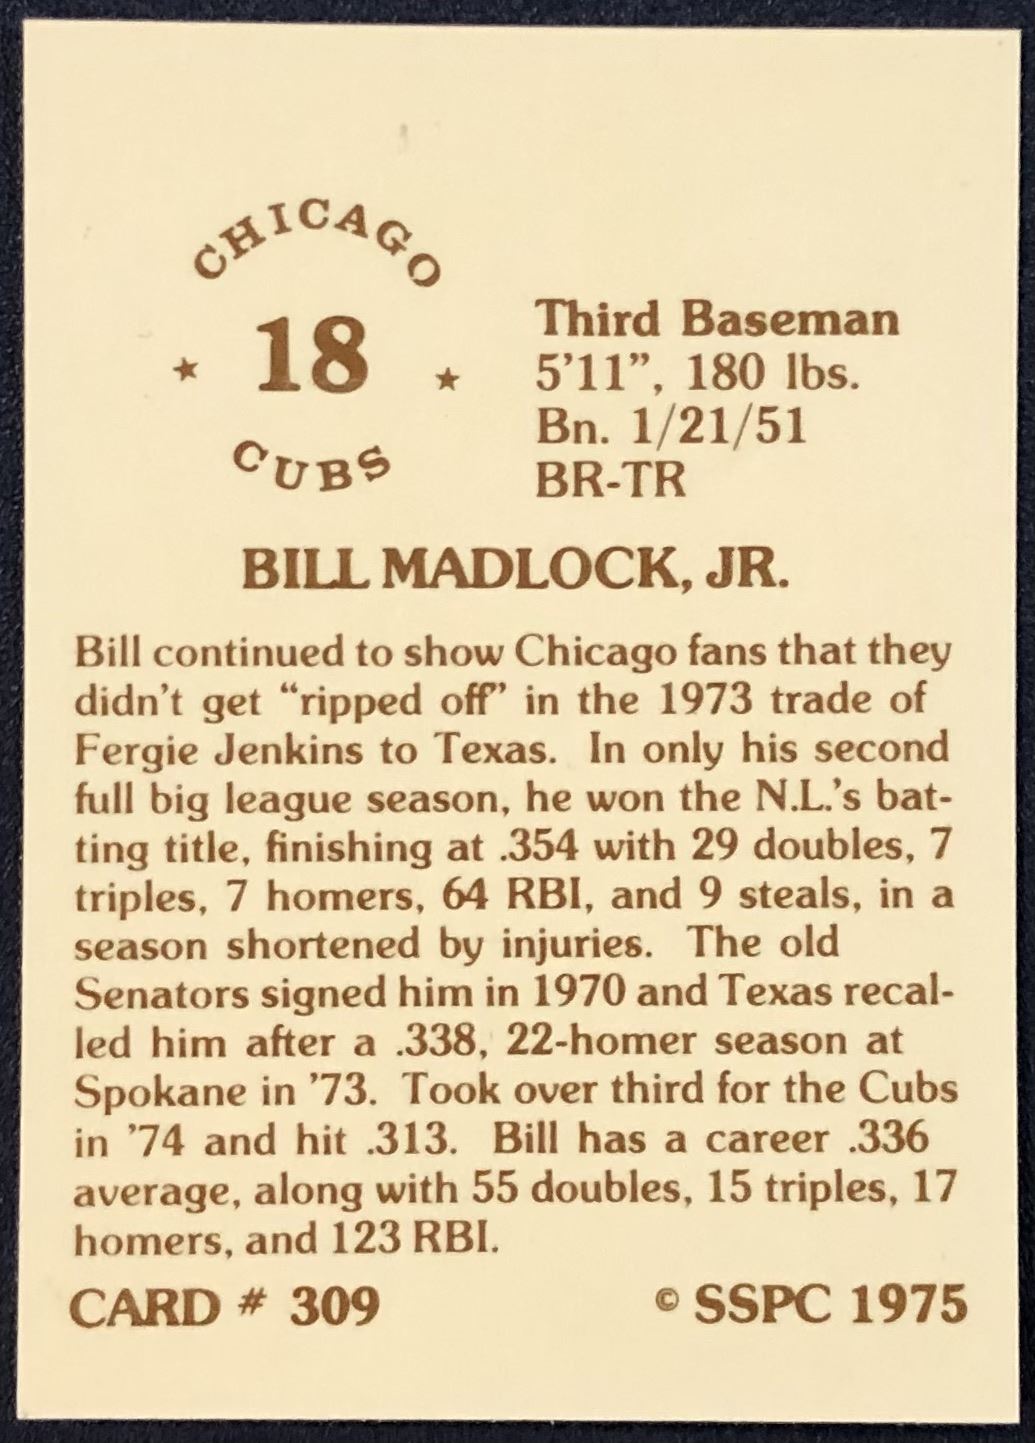 CHICAGO
★ 18 ★
CUBS
Third Baseman
5'11”, 180 lbs.
Bn. 1/21/51
BR-TR
BILL MADLOCK, JR.
Bill continued to show Chicago fans that they
didn't get “ripped off” in the 1973 trade of
Fergie Jenkins to Texas. In only his second
full big league season, he won the N.L.'s bat-
ting title, finishing at .354 with 29 doubles, 7
triples, 7 homers, 64 RBI, and 9 steals, in a
season shortened by injuries. The old
Senators signed him in 1970 and Texas recal-
led him after a .338, 22-homer season at
Spokane in '73. Took over third for the Cubs
in '74 and hit .313. Bill has a career .336
average, along with 55 doubles, 15 triples, 17
homers, and 123 RBI.
CARD # 309
© SSPC 1975